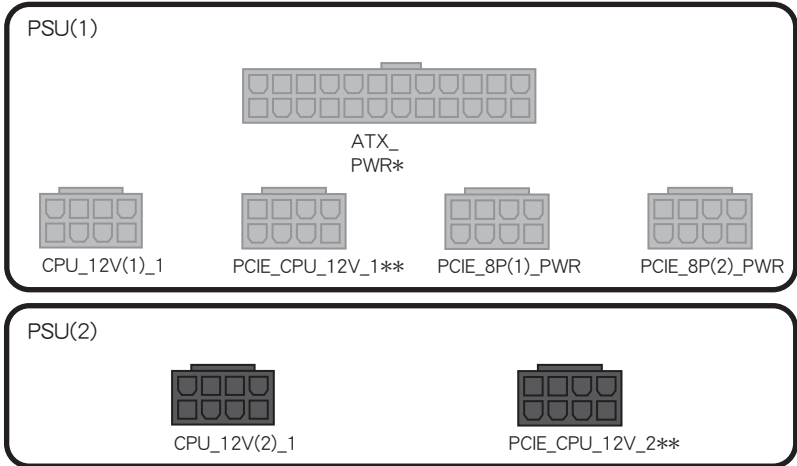 PSU(1)
ATX_
PWR*
CPU_12V(1)_1
PCIE_CPU_12V_1**
PCIE_8P(1)_PWR
PCIE_8P(2)_PWR
PSU(2)
CPU_12V(2)_1
PCIE_CPU_12V_2**